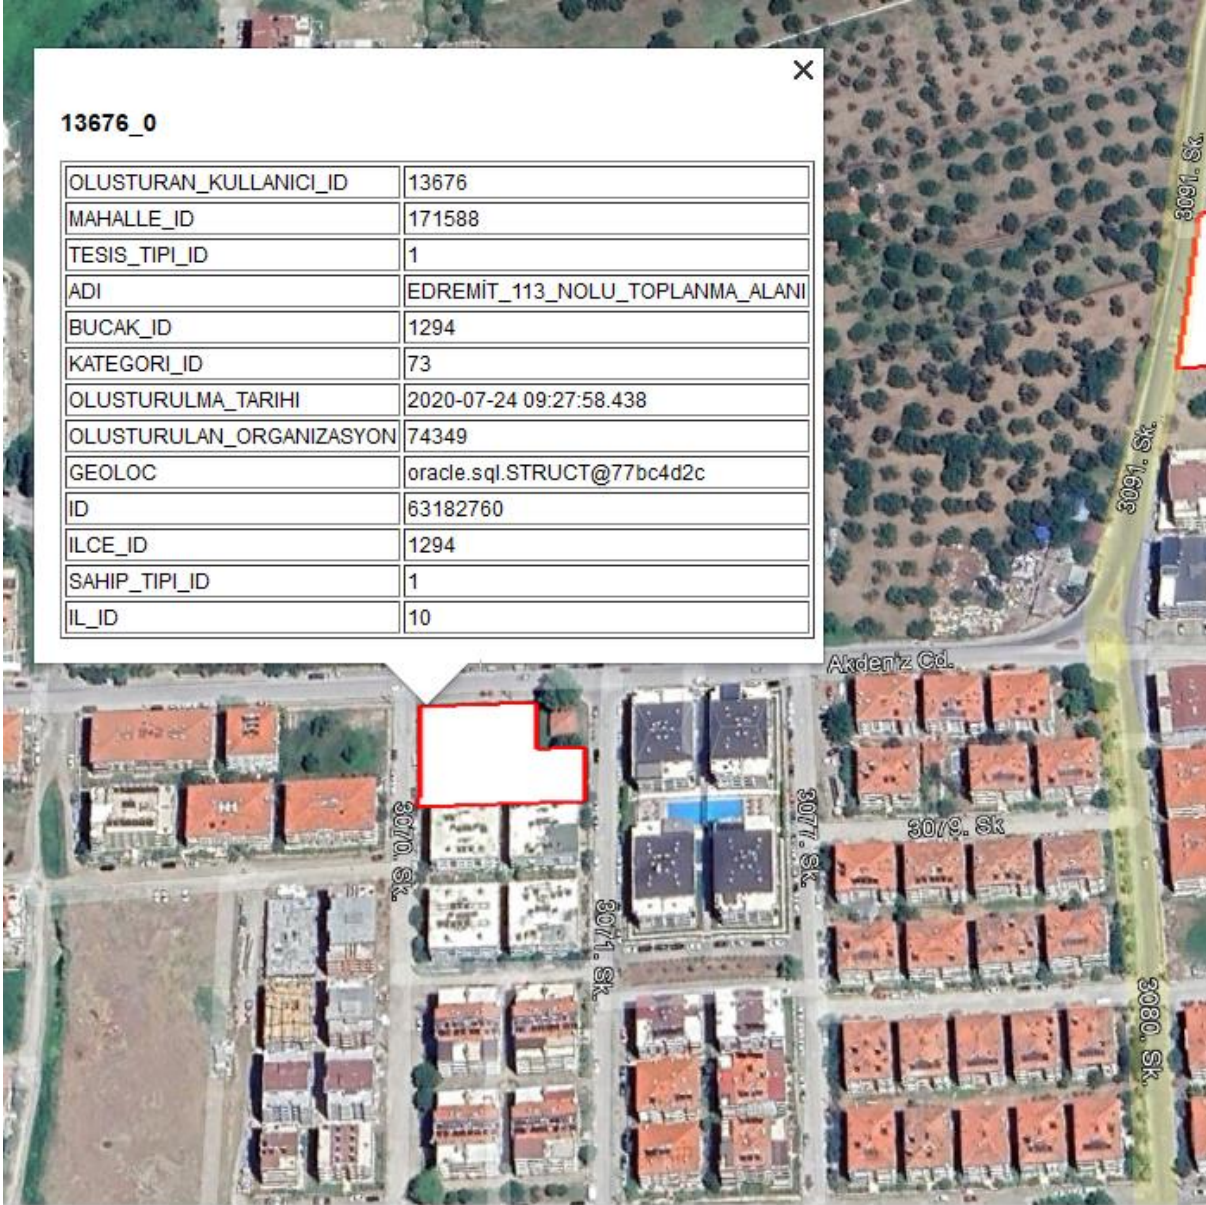 13676_0
OLUSTURAN_KULLANICI_ID 13676
MAHALLE_ID 171588
TESIS_TIPI_ID 1
ADI EDREMİT_113_NOLU_TOPLANMA_ALANI
BUCAK_ID 1294
KATEGORI_ID 73
OLUSTURULMA_TARIHI 2020-07-24 09:27:58.438
OLUSTURULAN_ORGANIZASYON 74349
GEOLOC oracle.sql.STRUCT@77bc4d2c
ID 63182760
ILCE_ID 1294
SAHIP_TIPI_ID 1
IL_ID 10
3091. Sk.
3091. Sk.
Akdeniz Cd.
3070. Sk.
3077. Sk.
3079. Sk
3071. Sk.
3080. Sk.